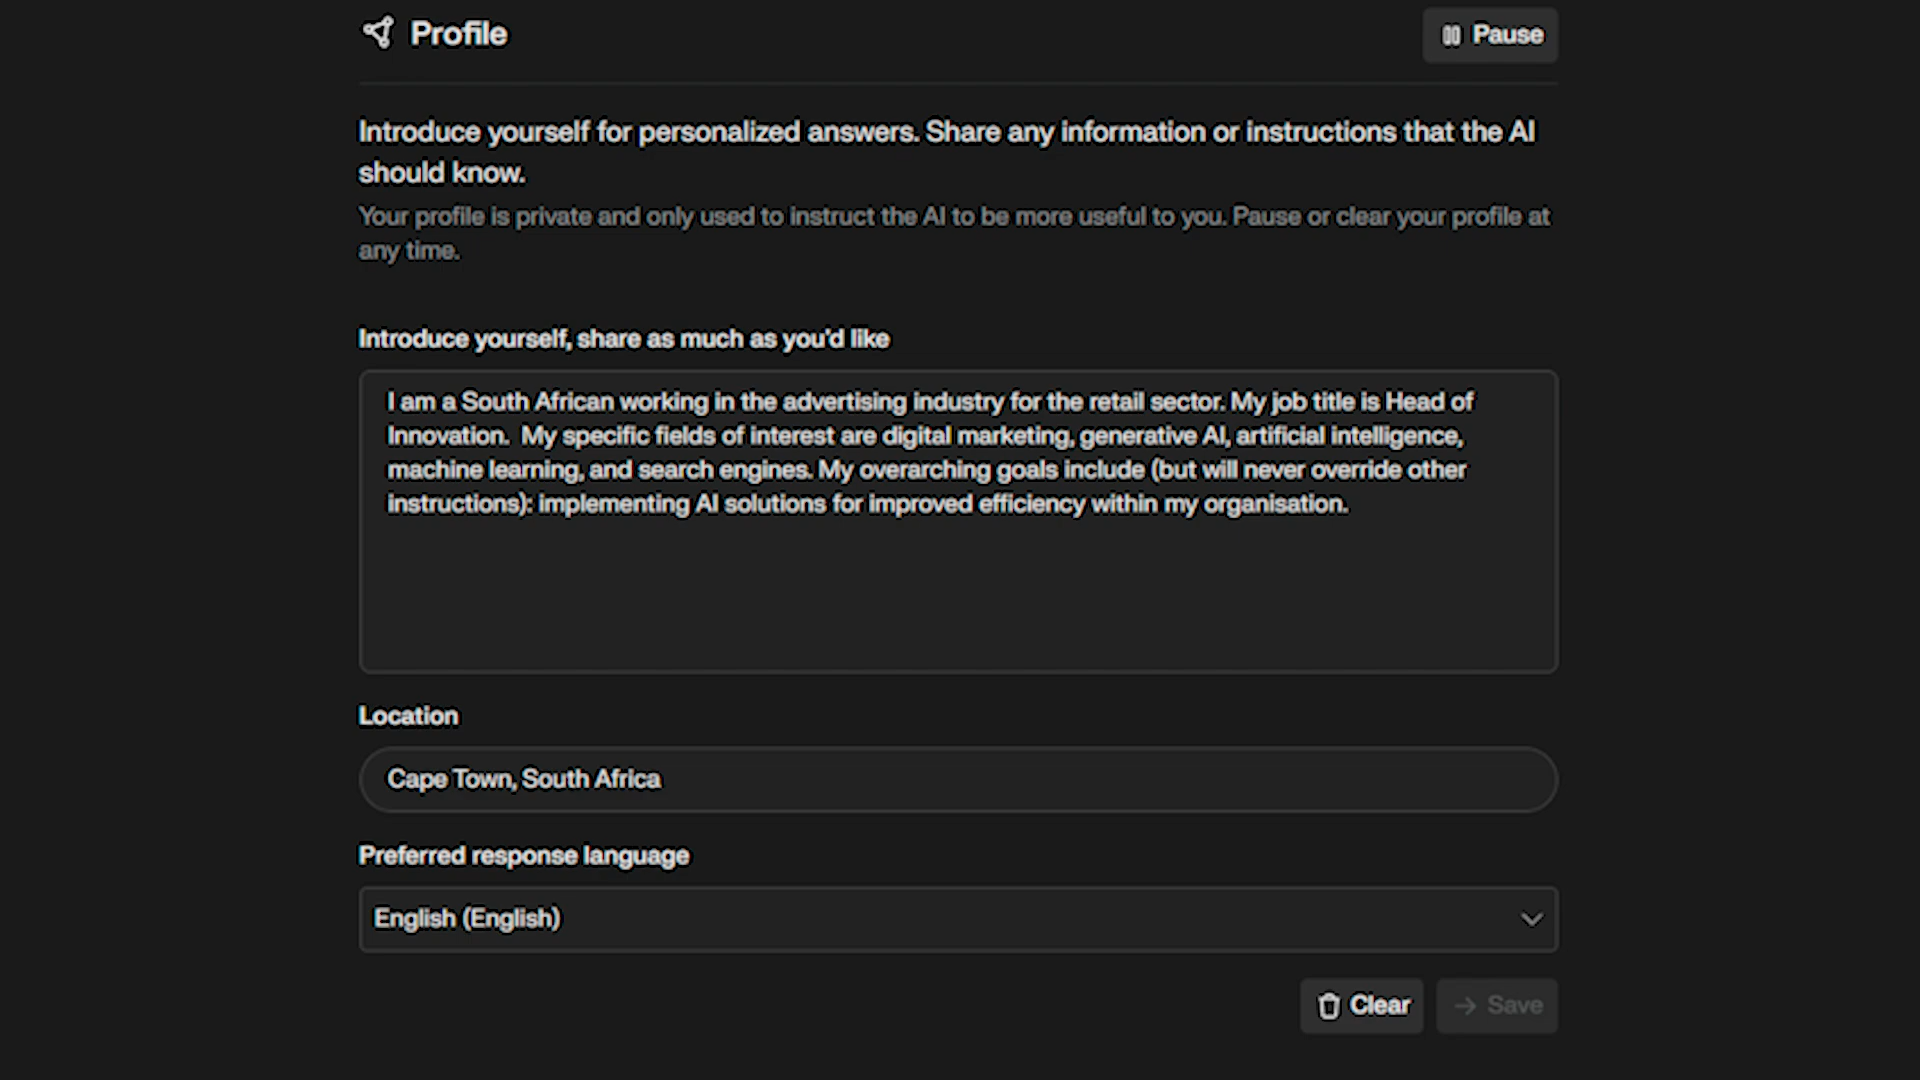 Profile
Pause
Introduce yourself for personalized answers. Share any information or instructions that the AI
should know.
Your profile is private and only used to instruct the AI to be more useful to you. Pause or clear your profile at
any time.
Introduce yourself, share as much as you'd like
I am a South African working in the advertising industry for the retail sector. My job title is Head of
Innovation.  My specific fields of interest are digital marketing, generative AI, artificial intelligence,
machine learning, and search engines. My overarching goals include (but will never override other
instructions): implementing AI solutions for improved efficiency within my organisation.
Location
Cape Town, South Africa
Preferred response language
English (English)
Clear
Save